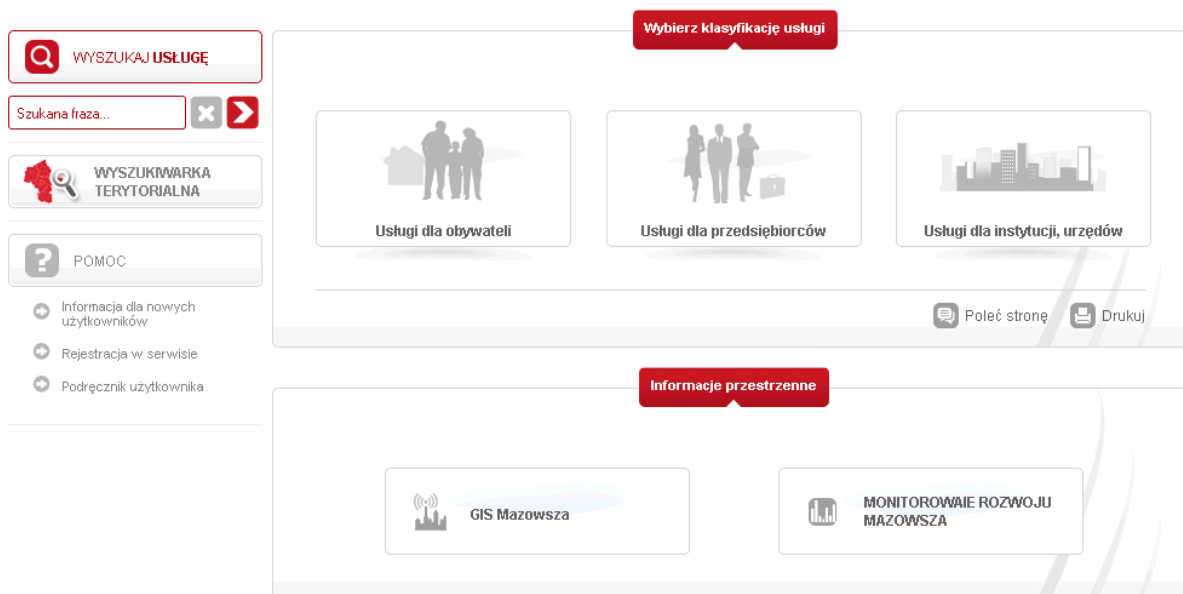 WYSZUKAJ USŁUGĘ
Szukana fraza...
WYSZUKIWARKA
TERYTORIALNA
POMOC
Informacja dla nowych
użytkowników
Rejestracja w serwisie
Podręcznik użytkownika
Wybierz klasyfikację usługi
Usługi dla obywateli
Usługi dla przedsiębiorców
Usługi dla instytucji, urzędów
Poleć stronę
Drukuj
Informacje przestrzenne
GIS Mazowsza
MONITOROWAIE ROZWOJU
MAZOWSZA